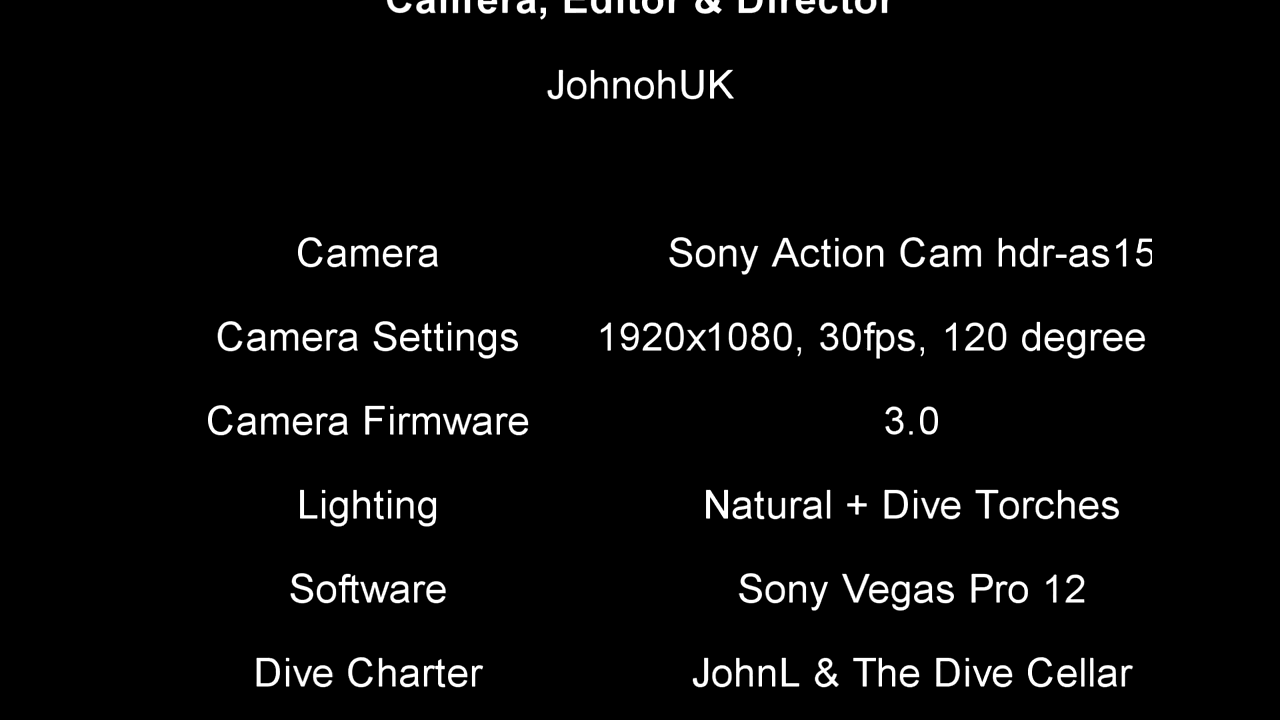 Camera, Editor & Director
JohnohUK
Camera Sony Action Cam hdr-as15
Camera Settings 1920x1080, 30fps, 120 degree
Camera Firmware 3.0
Lighting Natural + Dive Torches
Software Sony Vegas Pro 12
Dive Charter JohnL & The Dive Cellar